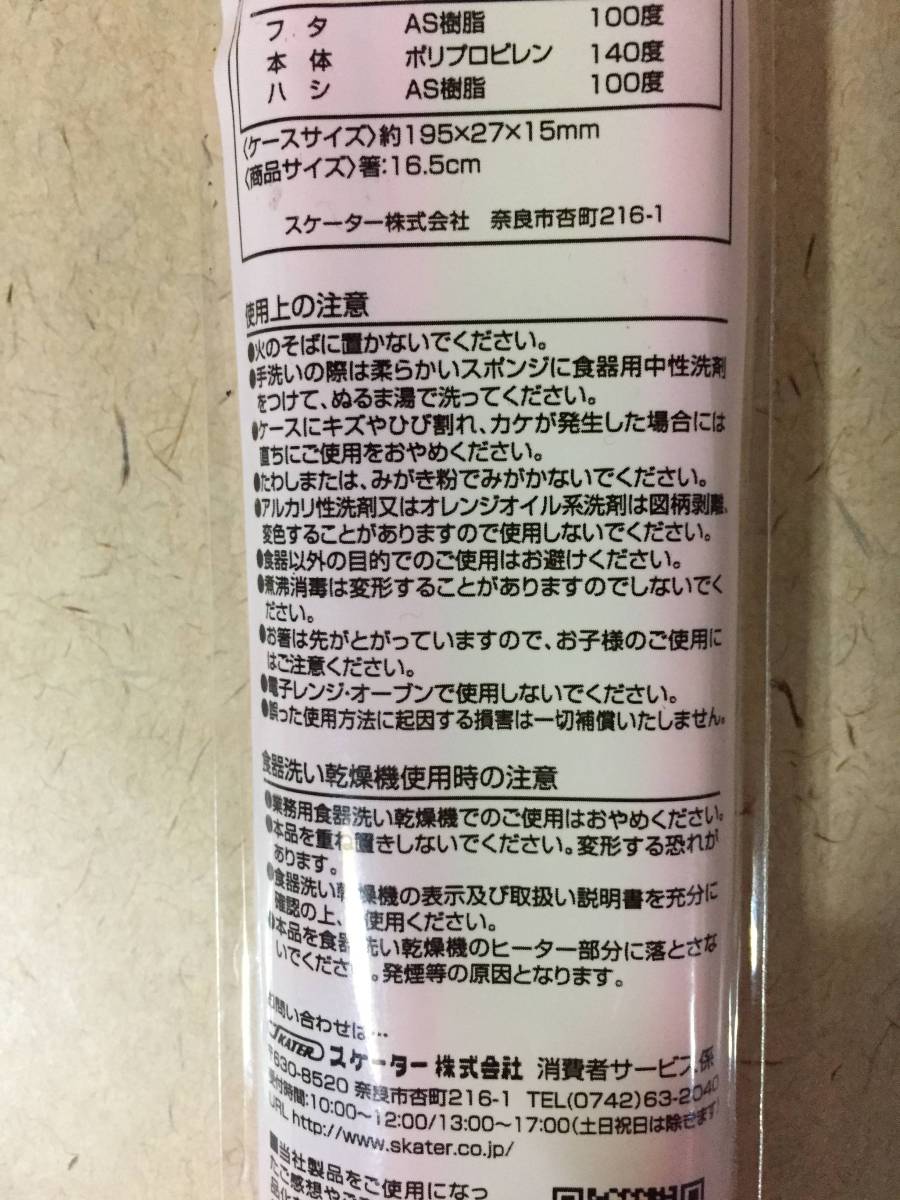 フタ AS樹脂 100度
本体 ポリプロピレン 140度
ハシ AS樹脂 100度
〈ケースサイズ〉約195×27×15mm
〈商品サイズ〉箸:16.5cm
スケーター株式会社 奈良市杏町216-1
使用上の注意
●火のそばに置かないでください。
●手洗いの際は柔らかいスポンジに食器用中性洗剤
をつけて、ぬるま湯で洗ってください。
●ケースにキズやひび割れ、カケが発生した場合には
直ちにご使用をおやめください。
●たわしまたは、みがき粉でみがかないでください。
●アルカリ性洗剤又はオレンジオイル系洗剤は図柄剥離、
変色することがありますので使用しないでください。
●食器以外の目的でのご使用はお避けください。
●煮沸消毒は変形することがありますのでしないでく
ださい。
●お箸は先がとがっていますので、お子様のご使用に
はご注意ください。
●電子レンジ・オーブンで使用しないでください。
●誤った使用方法に起因する損害は一切補償いたしません。
食器洗い乾燥機使用時の注意
●業務用食器洗い乾燥機でのご使用はおやめください。
●本品を重ね置きしないでください。変形する恐れが
あります。
●食器洗い乾燥機の表示及び取扱い説明書を充分に
確認の上、使用ください。
●本品を食器洗い乾燥機のヒーター部分に落とさな
いでください。発煙等の原因となります。
お問い合わせは…
SKATER スケーター株式会社 消費者サービス係
〒630-8520 奈良市杏町216-1 TEL(0742)63-2040
受付時間:10:00~12:00/13:00~17:00(土日祝日は除きます)
URL http://www.skater.co.jp/
■当社製品をご使用になっ
たご感想やご